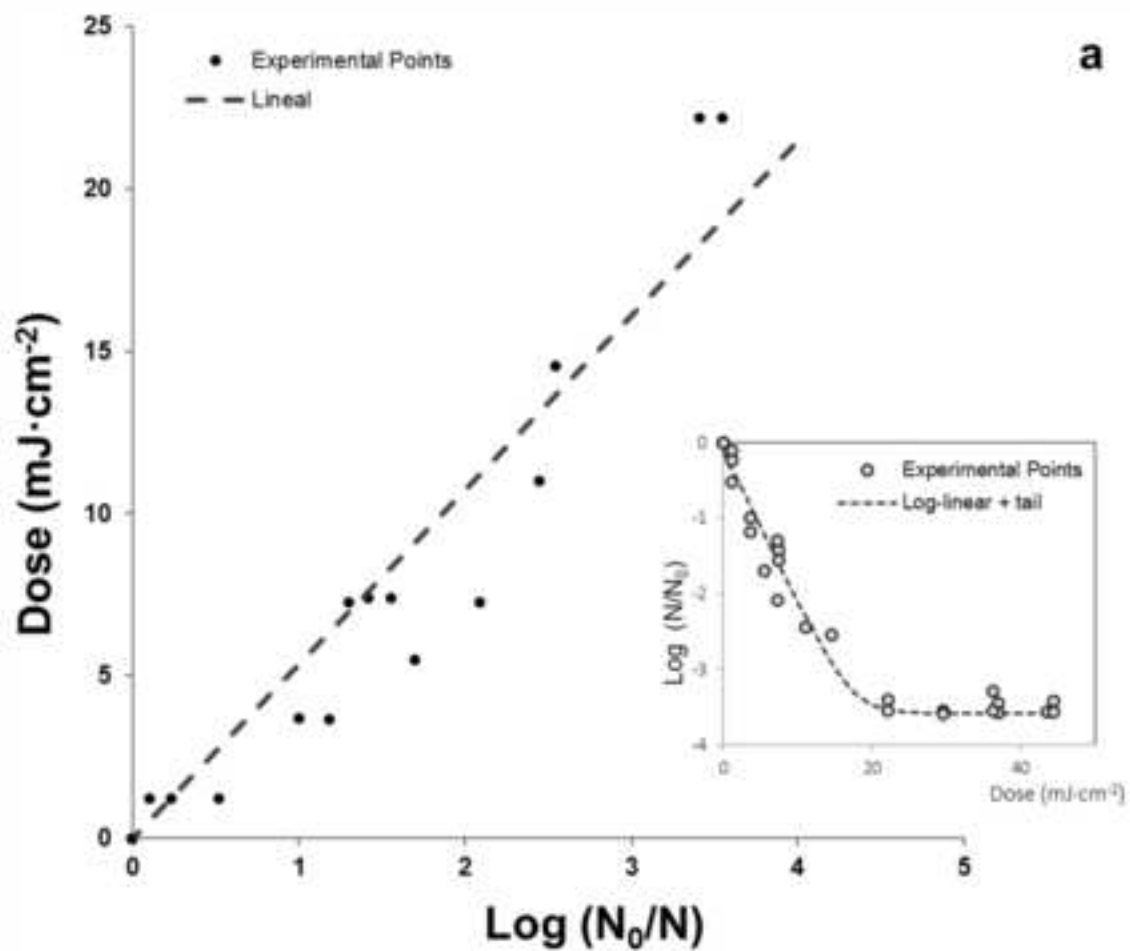 25
20
15
10
5
0
0
1
2
3
4
5
Dose (mJ·cm⁻²)
Log (N₀/N)
Experimental Points
Lineal
a
0
-1
-2
-3
-4
0
20
40
Log (N/N₀)
Dose (mJ·cm⁻²)
Experimental Points
Log-linear + tail